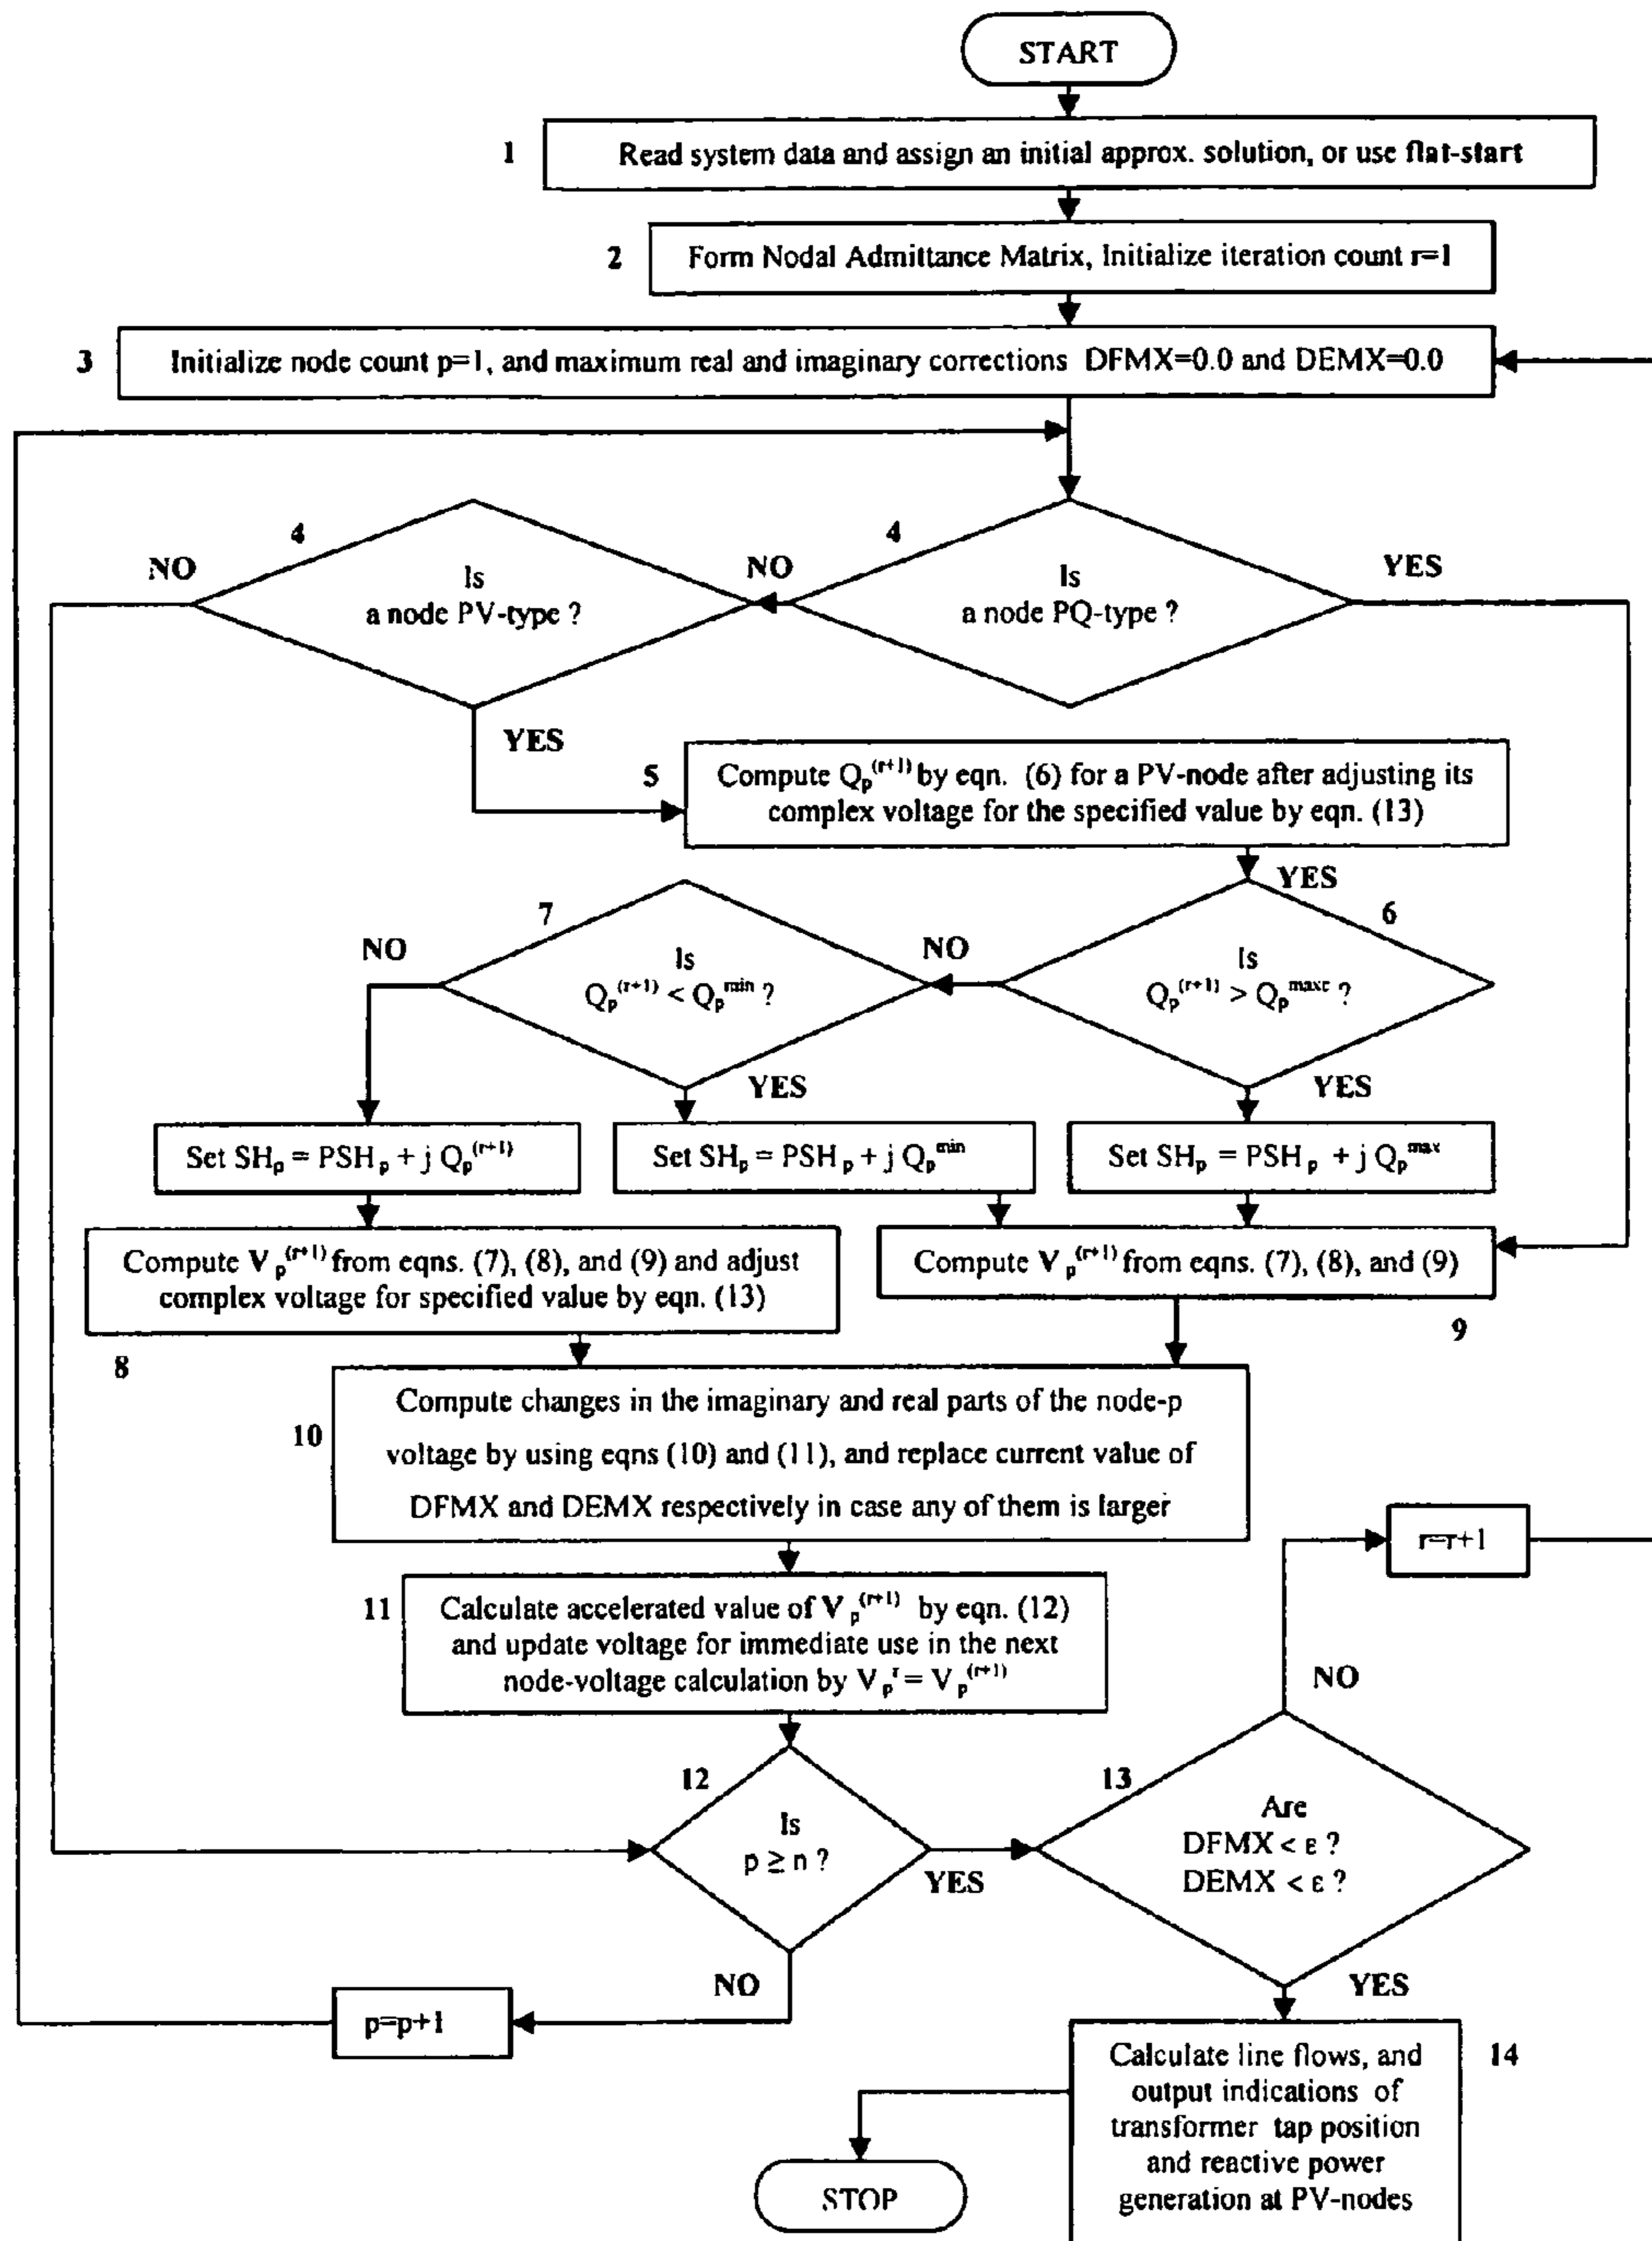 START
1 Read system data and assign an initial approx. solution, or use flat-start
2 Form Nodal Admittance Matrix, Initialize iteration count r=1
3 Initialize node count p=1, and maximum real and imaginary corrections DFMX=0.0 and DEMX=0.0
4
4
NO
NO
YES
Is
a node PV-type ?
Is
a node PQ-type ?
YES
5 Compute Qp^(r+1) by eqn. (6) for a PV-node after adjusting its
complex voltage for the specified value by eqn. (13)
YES
7
6
NO
NO
Is
Qp^(r+1) < Qp^min ?
Is
Qp^(r+1) > Qp^maxc ?
YES
YES
Set SHp = PSHp + j Qp^(r+1)
Set SHp = PSHp + j Qp^min
Set SHp = PSHp + j Qp^max
Compute Vp^(r+1) from eqns. (7), (8), and (9) and adjust
complex voltage for specified value by eqn. (13)
Compute Vp^(r+1) from eqns. (7), (8), and (9)
8
9
10 Compute changes in the imaginary and real parts of the node-p
voltage by using eqns (10) and (11), and replace current value of
DFMX and DEMX respectively in case any of them is larger
r=r+1
11 Calculate accelerated value of Vp^(r+1) by eqn. (12)
and update voltage for immediate use in the next
node-voltage calculation by Vp^r = Vp^(r+1)
NO
12
13
Is
p ≥ n ?
YES
Are
DFMX < ε ?
DEMX < ε ?
NO
YES
p=p+1
14
Calculate line flows, and
output indications of
transformer tap position
and reactive power
generation at PV-nodes
STOP